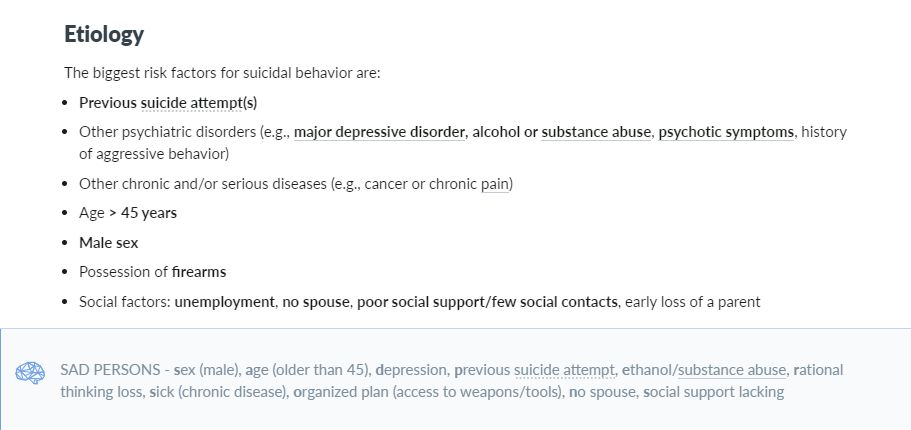 Etiology
The biggest risk factors for suicidal behavior are:
• Previous suicide attempt(s)
• Other psychiatric disorders (e.g., major depressive disorder, alcohol or substance abuse, psychotic symptoms, history
of aggressive behavior)
• Other chronic and/or serious diseases (e.g., cancer or chronic pain)
• Age > 45 years
• Male sex
• Possession of firearms
• Social factors: unemployment, no spouse, poor social support/few social contacts, early loss of a parent
SAD PERSONS - sex (male), age (older than 45), depression, previous suicide attempt, ethanol/substance abuse, rational
thinking loss, sick (chronic disease), organized plan (access to weapons/tools), no spouse, social support lacking